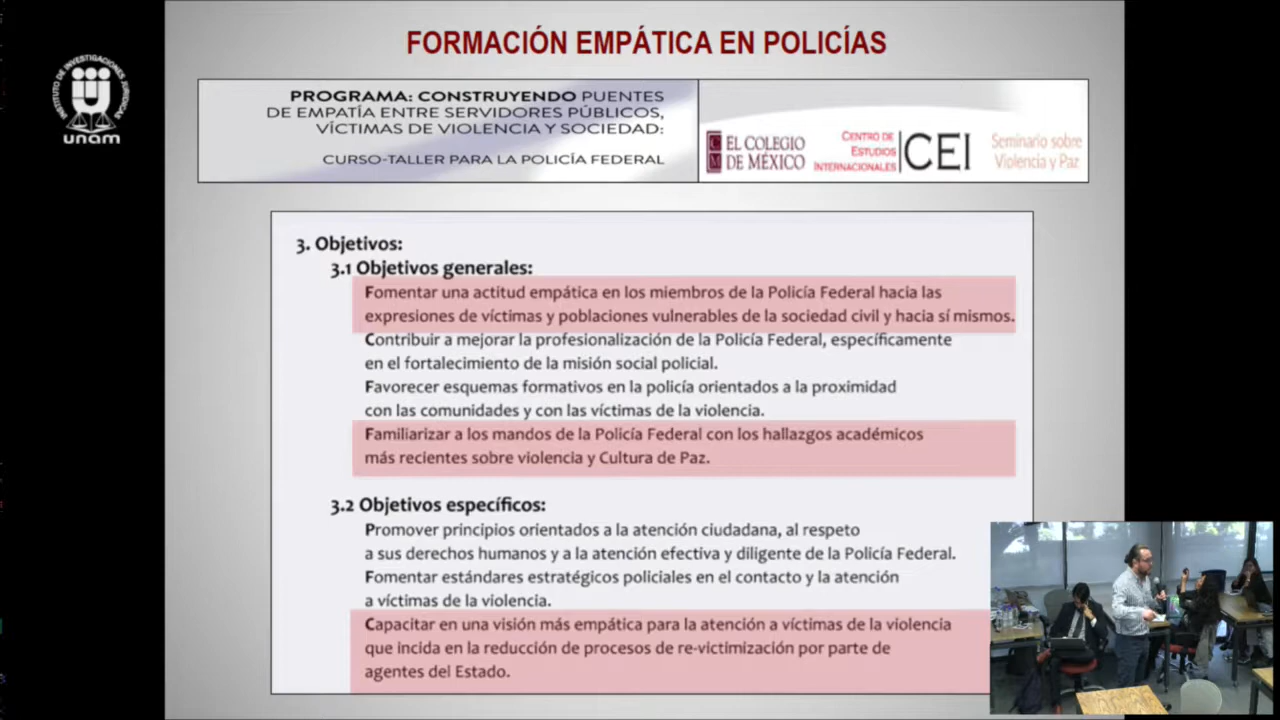 FORMACIÓN EMPÁTICA EN POLICÍAS
INSTITUTO DE INVESTIGACIONES JURÍDICAS
unam
PROGRAMA: CONSTRUYENDO PUENTES
DE EMPATÍA ENTRE SERVIDORES PÚBLICOS,
VÍCTIMAS DE VIOLENCIA Y SOCIEDAD:
CURSO-TALLER PARA LA POLICÍA FEDERAL
CM
EL COLEGIO
DE MÉXICO
CENTRO DE
ESTUDIOS
INTERNACIONALES
CEI
Seminario sobre
Violencia y Paz
3. Objetivos:
3.1 Objetivos generales:
Fomentar una actitud empática en los miembros de la Policía Federal hacia las
expresiones de víctimas y poblaciones vulnerables de la sociedad civil y hacia sí mismos.
Contribuir a mejorar la profesionalización de la Policía Federal, específicamente
en el fortalecimiento de la misión social policial.
Favorecer esquemas formativos en la policía orientados a la proximidad
con las comunidades y con las víctimas de la violencia.
Familiarizar a los mandos de la Policía Federal con los hallazgos académicos
más recientes sobre violencia y Cultura de Paz.
3.2 Objetivos específicos:
Promover principios orientados a la atención ciudadana, al respeto
a sus derechos humanos y a la atención efectiva y diligente de la Policía Federal.
Fomentar estándares estratégicos policiales en el contacto y la atención
a víctimas de la violencia.
Capacitar en una visión más empática para la atención a víctimas de la violencia
que incida en la reducción de procesos de re-victimización por parte de
agentes del Estado.